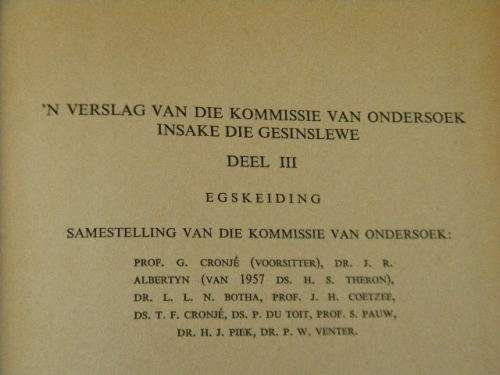 'N VERSLAG VAN DIE KOMMISSIE VAN ONDERSOEK
INSAKE DIE GESINSLEWE
DEEL III
EGSKEIDING
SAMESTELLING VAN DIE KOMMISSIE VAN ONDERSOEK:
PROF. G. CRONJÉ (VOORSITTER), DR. J. R.
ALBERTYN (VAN 1957 DS. H. S. THERON),
DR. L. L. N. BOTHA, PROF. J. H. COETZEE,
DS. T. F. CRONJÉ, DS. P. DU TOIT, PROF. S. PAUW,
DR. H. J. PIEK, DR. P. W. VENTER.